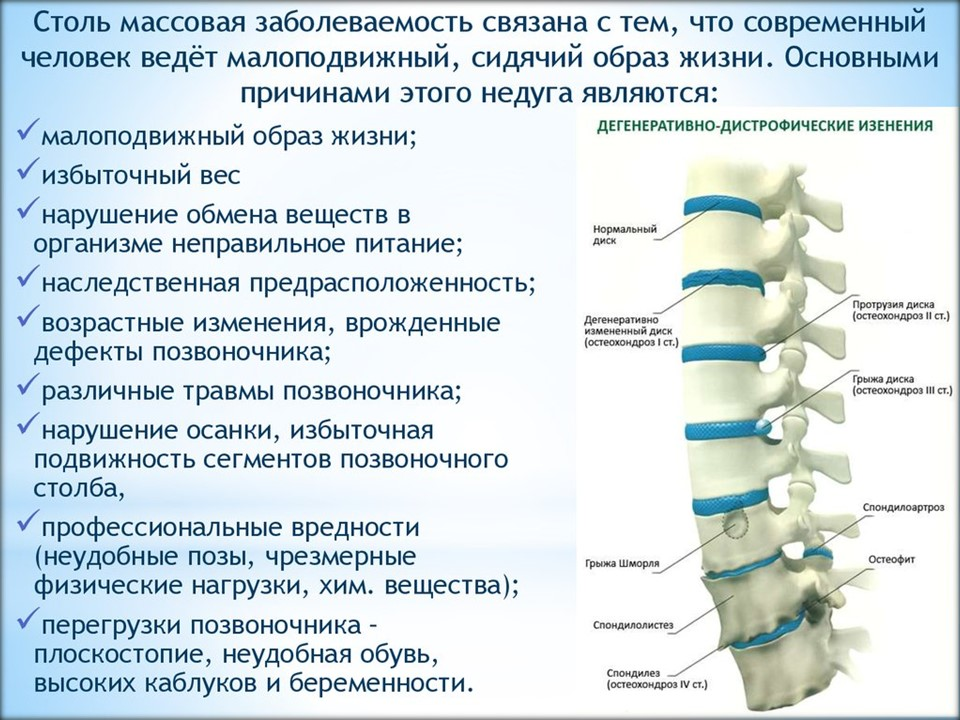 Столь массовая заболеваемость связана с тем, что современный
человек ведёт малоподвижный, сидячий образ жизни. Основными
причинами этого недуга являются:
✓малоподвижный образ жизни;
✓избыточный вес
✓нарушение обмена веществ в
организме неправильное питание;
✓наследственная предрасположенность;
✓возрастные изменения, врожденные
дефекты позвоночника;
✓различные травмы позвоночника;
✓нарушение осанки, избыточная
подвижность сегментов позвоночного
столба,
✓профессиональные вредности
(неудобные позы, чрезмерные
физические нагрузки, хим. вещества);
✓перегрузки позвоночника –
плоскостопие, неудобная обувь,
высоких каблуков и беременности.
ДЕГЕНЕРАТИВНО-ДИСТРОФИЧЕСКИЕ ИЗЕНЕНИЯ
Нормальный
диск
Дегенеративно
измененный диск
(остеохондроз I ст.)
Протрузия диска
(остеохондроз II ст.)
Грыжа диска
(остеохондроз III ст.)
Спондилоартроз
Грыжа Шморля
Остеофит
Спондилолистез
Спондилез
(остеохондроз IV ст.)